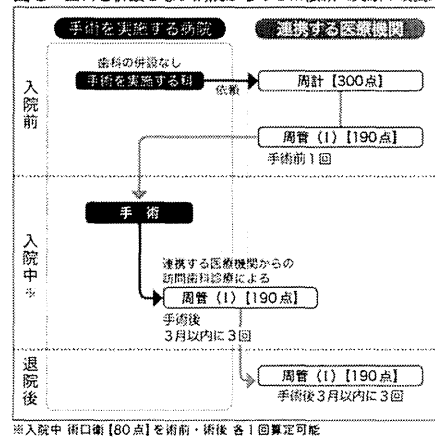 手術を実施する病院
連携する医療機関
入院前
歯科の併設なし
手術を実施する科
依頼
周計【300点】
周管（Ⅰ）【190点】
手術前1回
入院中※
手術
連携する医療機関からの
訪問歯科診療による
周管（Ⅰ）【190点】
手術後
3月以内に3回
退院後
周管（Ⅰ）【190点】
手術後3月以内に3回
※入院中 術口衛【80点】を術前・術後 各1回算定可能